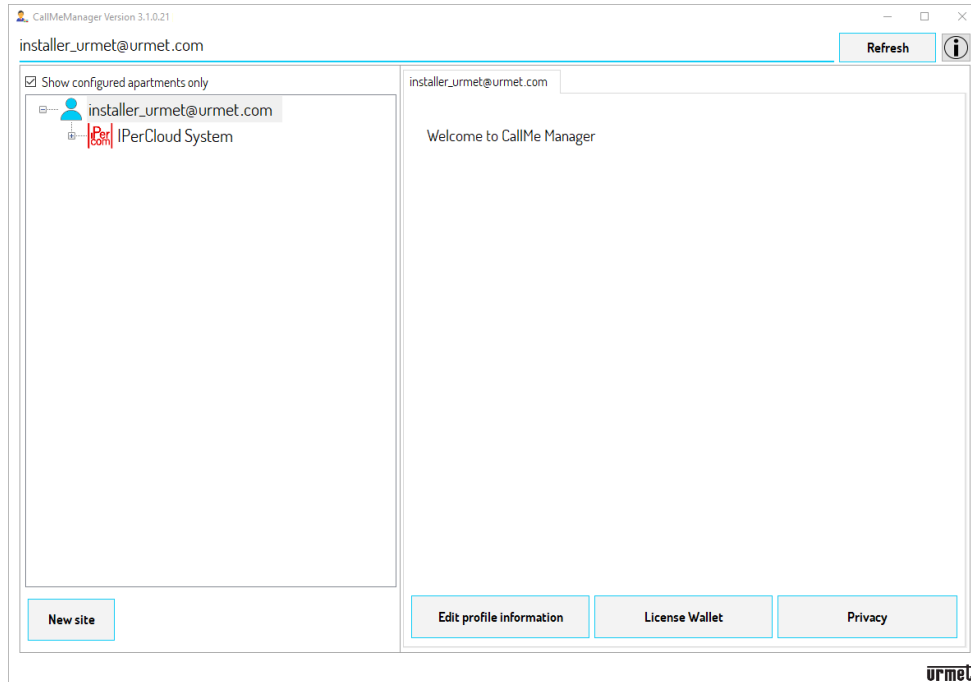 CallMeManager Version 3.1.0.21
installer_urmet@urmet.com
Refresh
Show configured apartments only
installer_urmet@urmet.com
IPer
com
IPerCloud System
installer_urmet@urmet.com
Welcome to CallMe Manager
New site
Edit profile information
License Wallet
Privacy
urmet